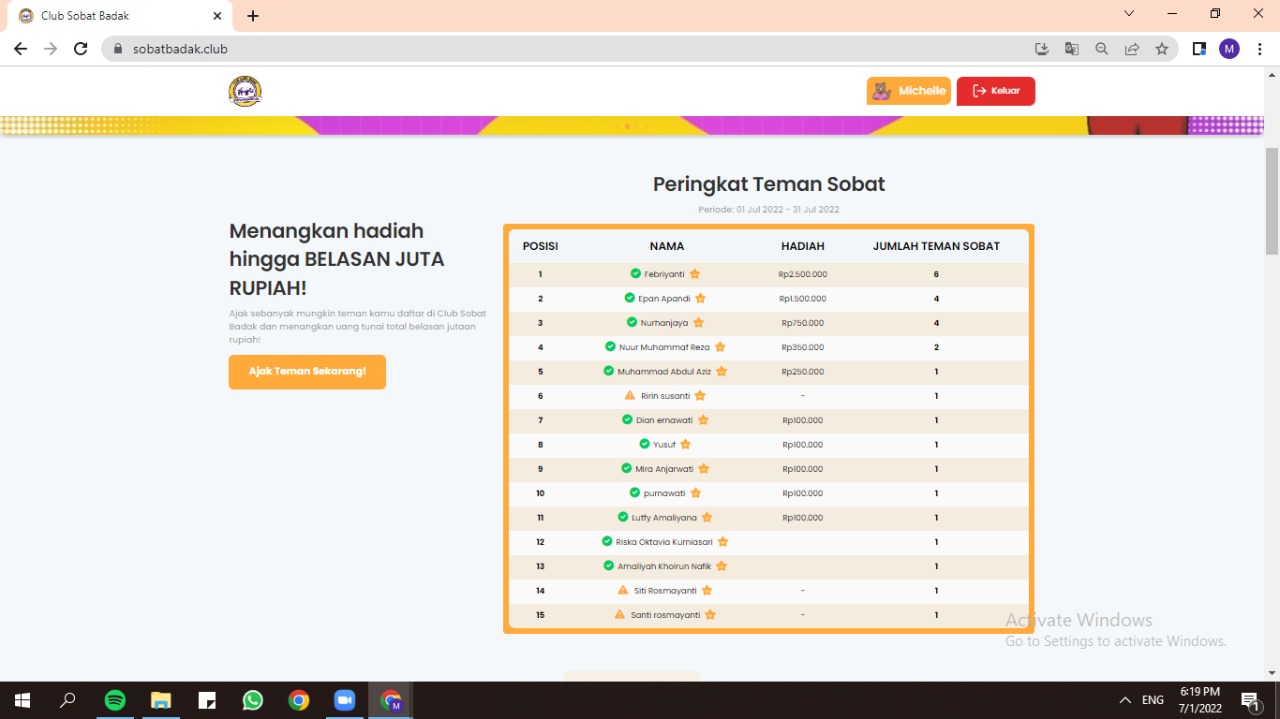 Club Sobat Badak
sobatbadak.club
M
Michelle
Keluar
Menangkan hadiah
hingga BELASAN JUTA
RUPIAH!
Ajak sebanyak mungkin teman kamu daftar di Club Sobat
Badak dan menangkan uang tunai total belasan jutaan
rupiah!
Ajak Teman Sekarang!
Peringkat Teman Sobat
Periode: 01 Jul 2022 - 31 Jul 2022
POSISI NAMA HADIAH JUMLAH TEMAN SOBAT
1 Febriyanti Rp2.500.000 6
2 Epan Apandi Rp1.500.000 4
3 Nurhanjaya Rp750.000 4
4 Nuur Muhammaf Reza Rp350.000 2
5 Muhammad Abdul Aziz Rp250.000 1
6 Ririn susanti - 1
7 Dian ernawati Rp100.000 1
8 Yusuf Rp100.000 1
9 Mira Anjarwati Rp100.000 1
10 purnawati Rp100.000 1
11 Lutfy Amaliyana Rp100.000 1
12 Riska Oktavia Kurniasari 1
13 Amaliyah Khoirun Nafik 1
14 Siti Rosmayanti - 1
15 Santi rosmayanti - 1
Activate Windows
Go to Settings to activate Windows.
M
ENG
6:19 PM
7/1/2022
1